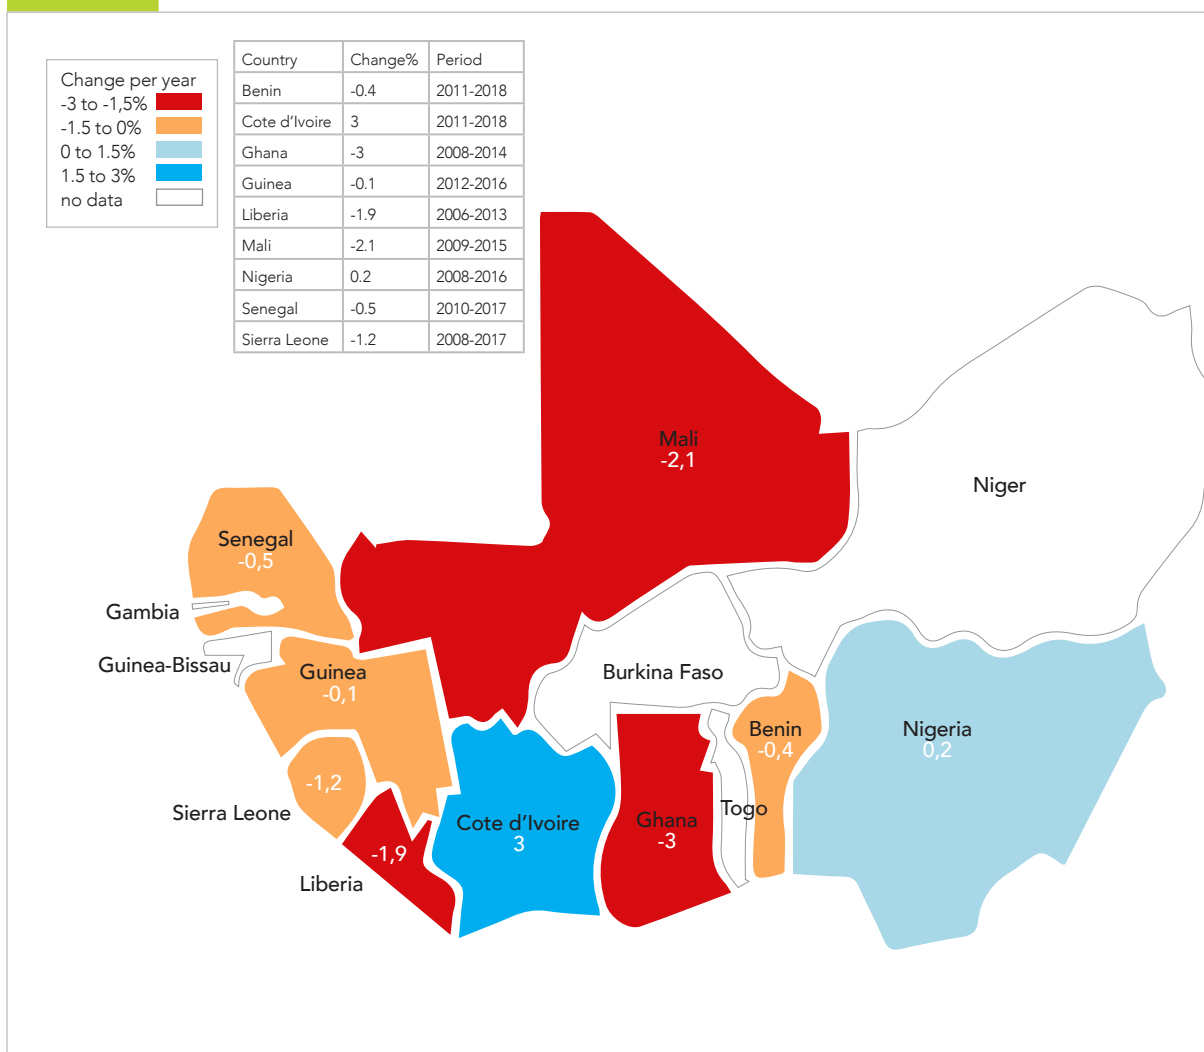 Change per year
-3 to -1,5%
-1.5 to 0%
0 to 1.5%
1.5 to 3%
no data
Country Change% Period
Benin -0.4 2011-2018
Cote d’Ivoire 3 2011-2018
Ghana -3 2008-2014
Guinea -0.1 2012-2016
Liberia -1.9 2006-2013
Mali -2.1 2009-2015
Nigeria 0.2 2008-2016
Senegal -0.5 2010-2017
Sierra Leone -1.2 2008-2017
Mali
-2,1
Niger
Senegal
-0,5
Gambia
Guinea-Bissau
Guinea
-0,1
Burkina Faso
Benin
-0,4
Nigeria
0,2
-1,2
Sierra Leone
Togo
Cote d’Ivoire
3
Ghana
-3
-1,9
Liberia